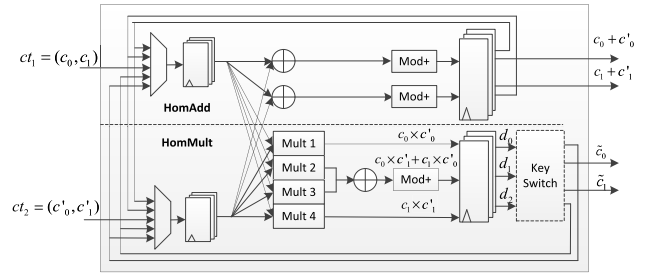 ct₁ = (c₀, c₁)
HomAdd
Mod+
c₀ + c'₀
Mod+
c₁ + c'₁
HomMult
ct₂ = (c'₀, c'₁)
Mult 1
Mult 2
Mult 3
Mult 4
c₀ × c'₀
c₀ × c'₁ + c₁ × c'₀
Mod+
c₁ × c'₁
d₀
d₁
d₂
Key
Switch
c̃₀
c̃₁